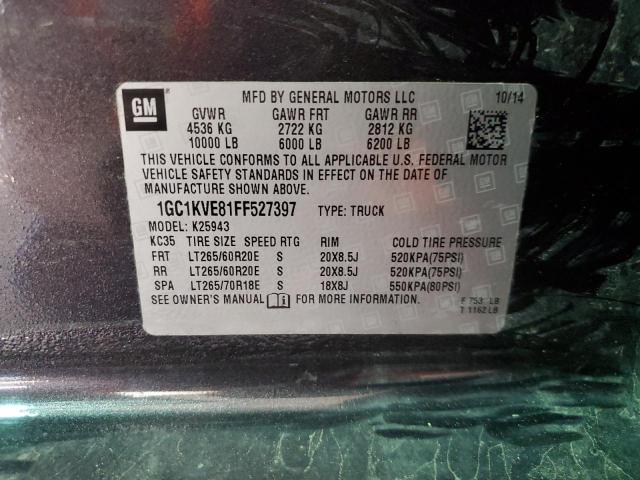 GM
MFD BY GENERAL MOTORS LLC 10/14
GVWR GAWR FRT GAWR RR
4536 KG 2722 KG 2812 KG
10000 LB 6000 LB 6200 LB
THIS VEHICLE CONFORMS TO ALL APPLICABLE U.S. FEDERAL MOTOR
VEHICLE SAFETY STANDARDS IN EFFECT ON THE DATE OF
MANUFACTURE SHOWN ABOVE.
1GC1KVE81FF527397 TYPE: TRUCK
MODEL: K25943
KC35 TIRE SIZE SPEED RTG RIM COLD TIRE PRESSURE
FRT LT265/60R20E S 20X8.5J 520KPA(75PSI)
RR LT265/60R20E S 20X8.5J 520KPA(75PSI)
SPA LT265/70R18E S 18X8J 550KPA(80PSI)
SEE OWNER'S MANUAL i FOR MORE INFORMATION.
LB
T 1162 LB